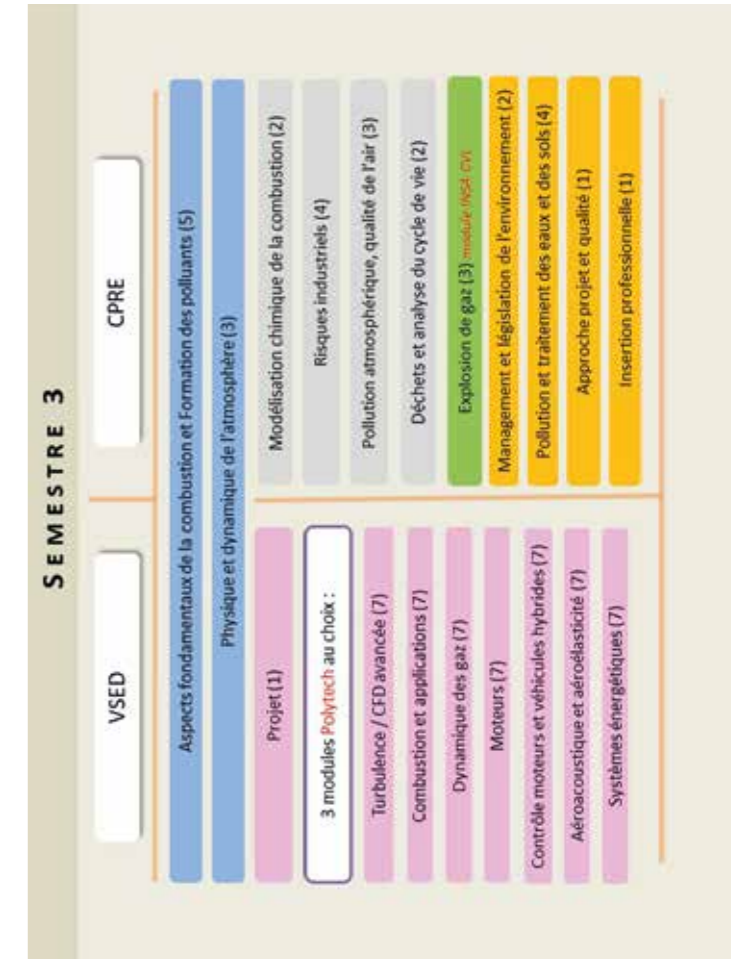 SEMESTRE 3
VSED
CPRE
Aspects fondamentaux de la combustion et Formation des polluants (5)
Physique et dynamique de l'atmosphère (3)
Projet (1)
3 modules Polytech au choix :
Turbulence / CFD avancée (7)
Combustion et applications (7)
Dynamique des gaz (7)
Moteurs (7)
Contrôle moteurs et véhicules hybrides (7)
Aéroacoustique et aéroélasticité (7)
Systèmes énergétiques (7)
Modélisation chimique de la combustion (2)
Risques industriels (4)
Pollution atmosphérique, qualité de l'air (3)
Déchets et analyse du cycle de vie (2)
Explosion de gaz (3) module INSA CVL
Management et législation de l'environnement (2)
Pollution et traitement des eaux et des sols (4)
Approche projet et qualité (1)
Insertion professionnelle (1)